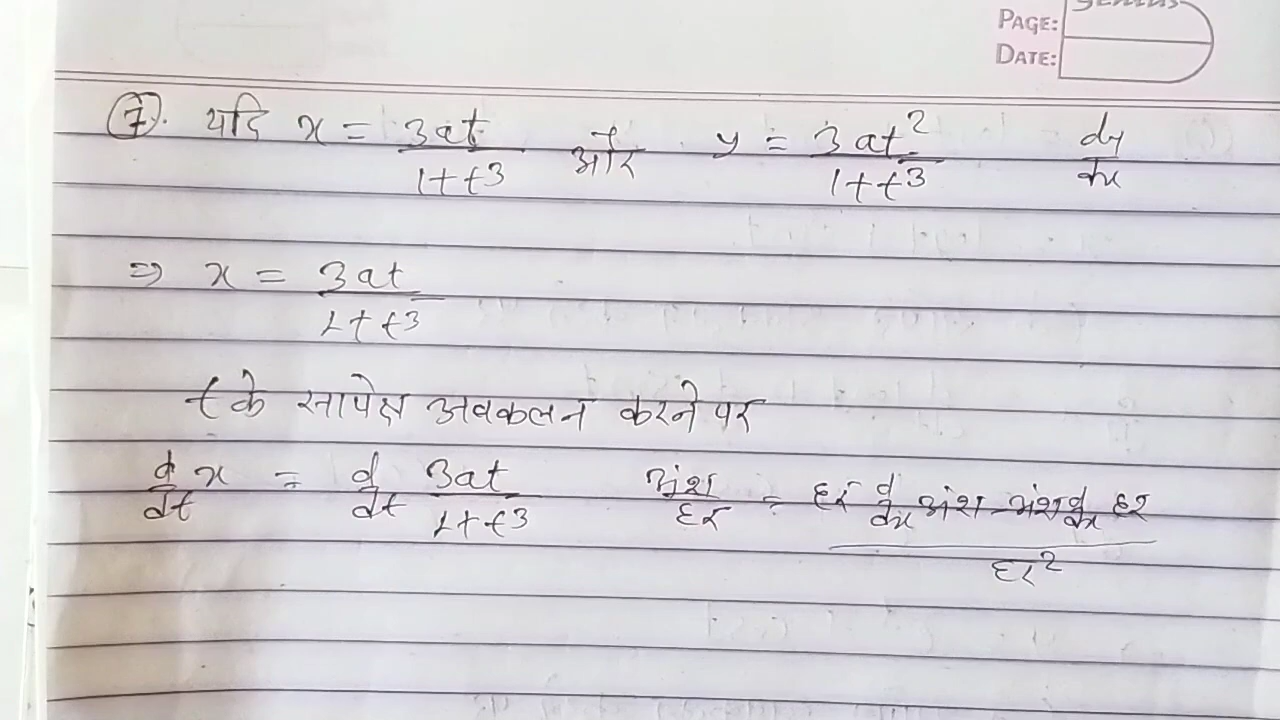 PAGE:
DATE:
⑦. यदि x = 3at/1+t³ और y = 3at²/1+t³ dy/dx
⇒ x = 3at/1+t³
t के सापेक्ष अवकलन करने पर
d/dt x = d/dt 3at/1+t³ अंश/हर = हर d/dx अंश - अंश d/dx हर / हर²